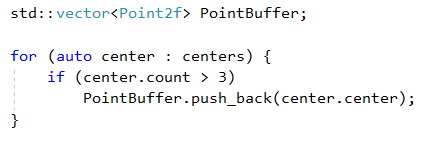 std::vector<Point2f> PointBuffer;
for (auto center : centers) {
    if (center.count > 3)
        PointBuffer.push_back(center.center);
}